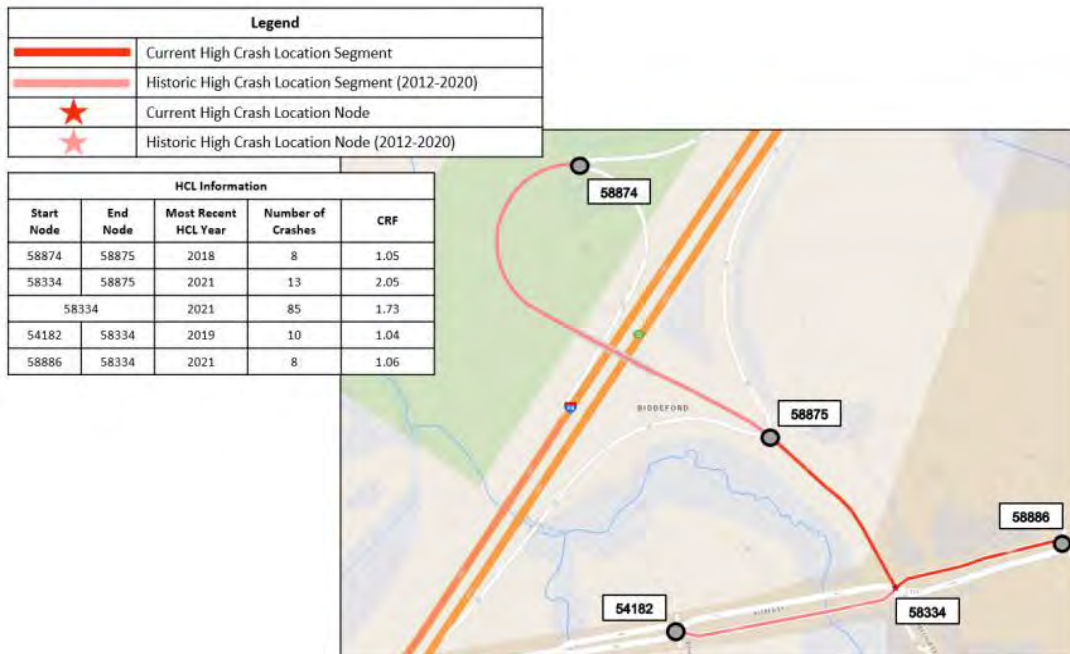 Legend
Current High Crash Location Segment
Historic High Crash Location Segment (2012-2020)
Current High Crash Location Node
Historic High Crash Location Node (2012-2020)
HCL Information
Start Node End Node Most Recent HCL Year Number of Crashes CRF
58874 58875 2018 8 1.05
58334 58875 2021 13 2.05
58334 2021 85 1.73
54182 58334 2019 10 1.04
58886 58334 2021 8 1.06
58874
BIDDEFORD
58875
58886
54182
58334